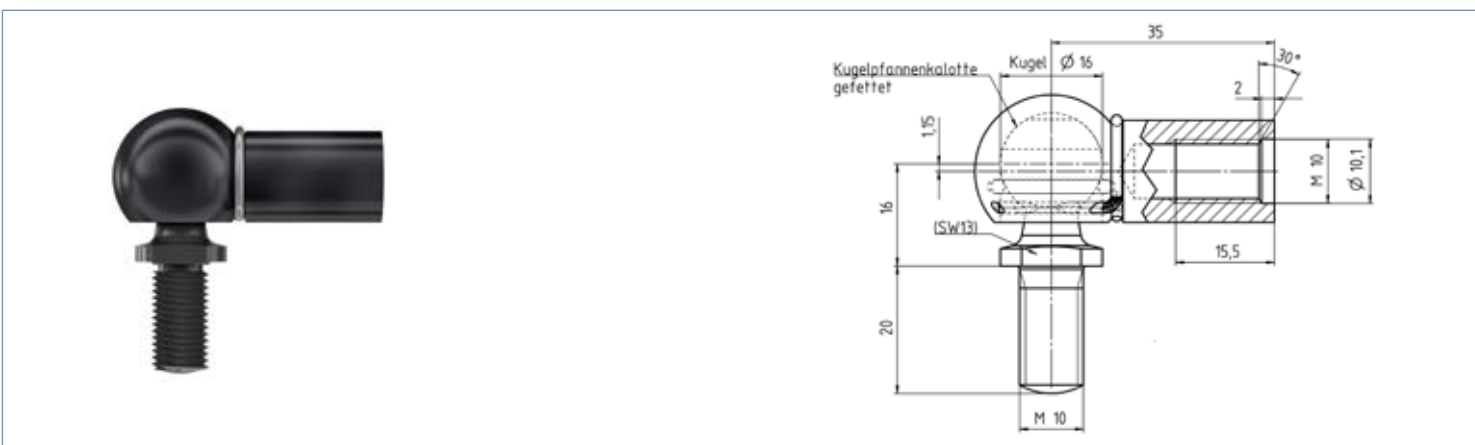 35
30°
Kugel Ø 16
Kugelpfannenkalotte
gefettet
2
1,15
M 10
Ø 10,1
16
(SW13)
15,5
20
M 10